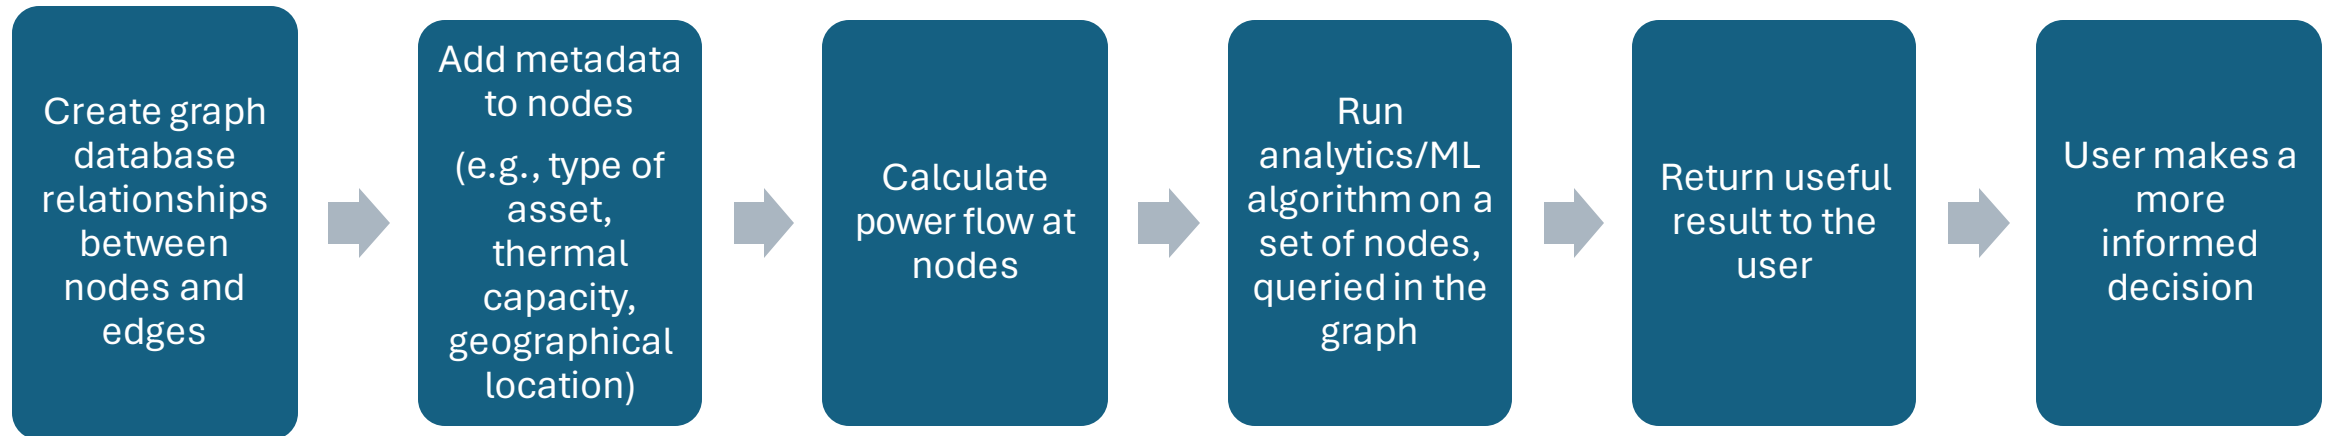 Create graph
database
relationships
between
nodes and
edges
Add metadata
to nodes
(e.g., type of
asset,
thermal
capacity,
geographical
location)
Calculate
power flow at
nodes
Run
analytics/ML
algorithm on a
set of nodes,
queried in the
graph
Return useful
result to the
user
User makes a
more
informed
decision